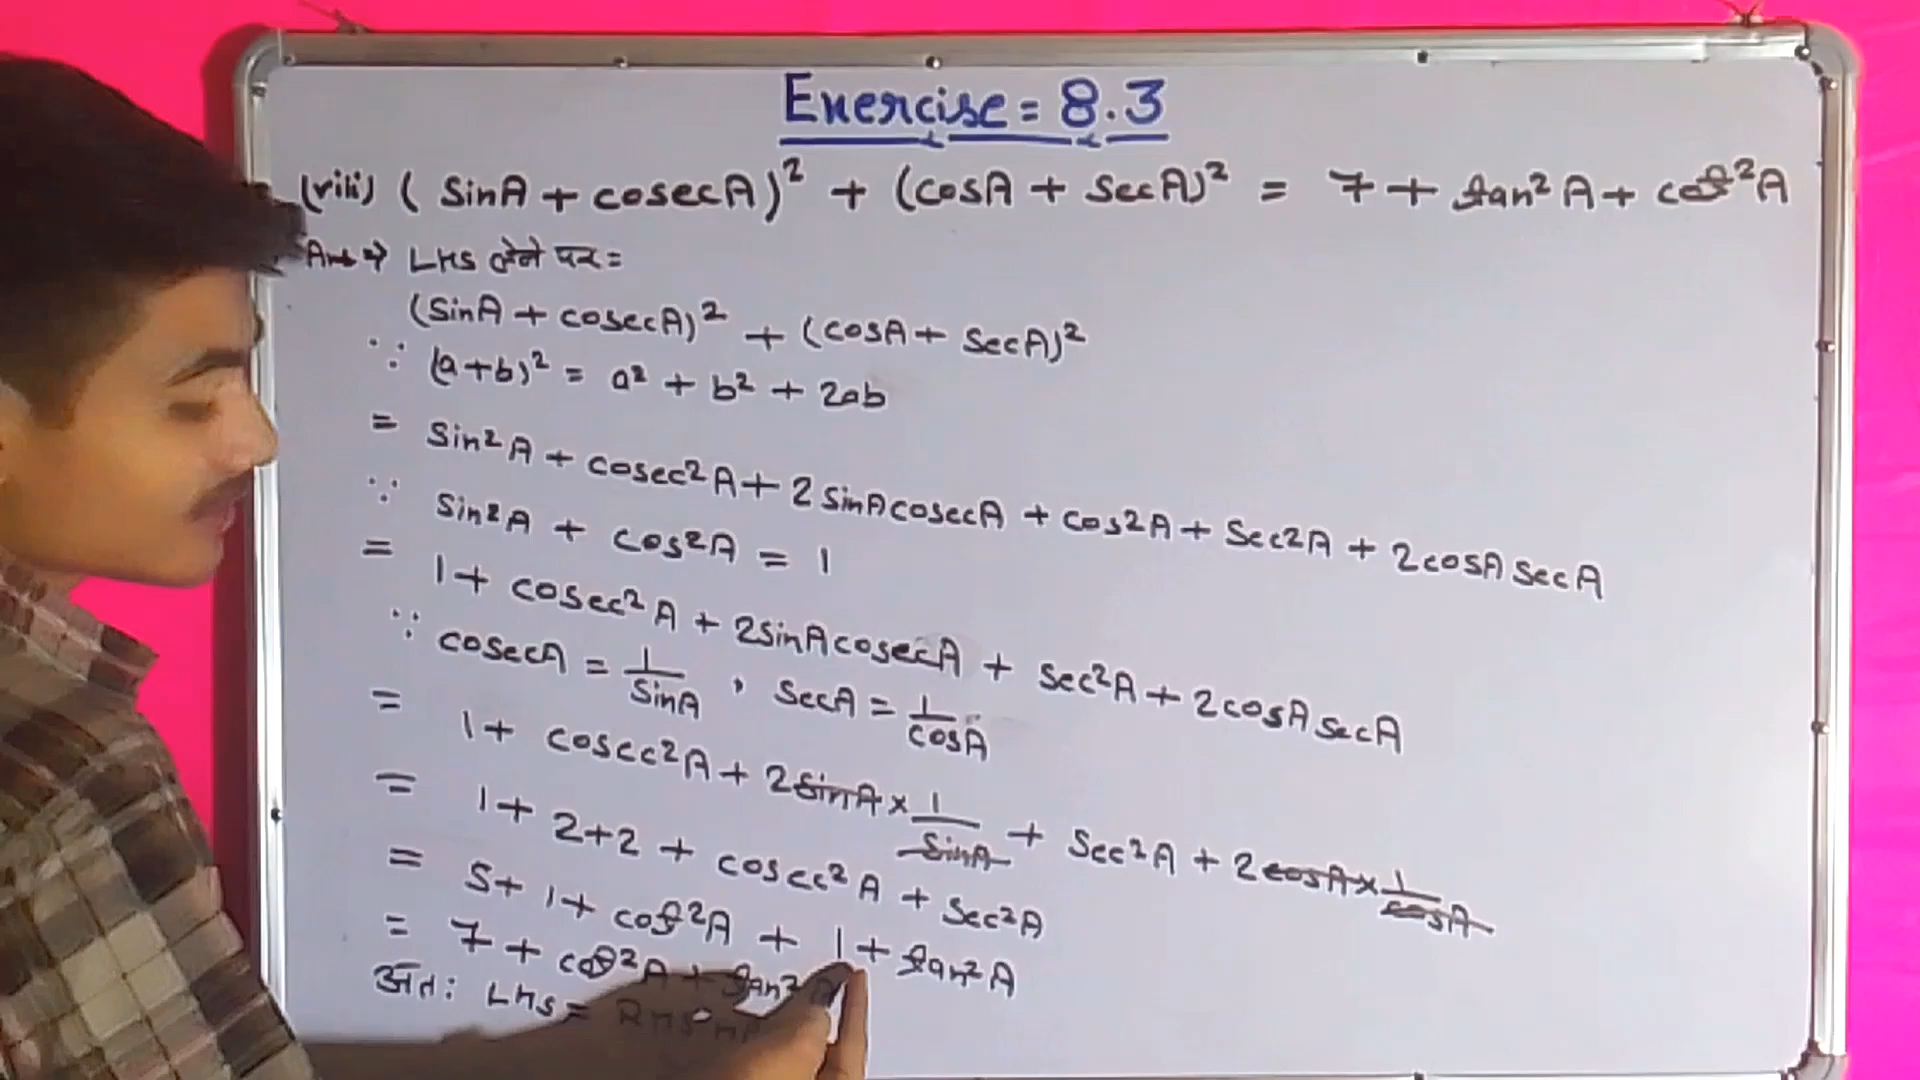 Exercise = 8.3
(viii) (SinA + cosecA)² + (cosA + SecA)² = 7 + tan²A + cot²A
Ans → LHS लेने पर =
(SinA + cosecA)² + (cosA + SecA)²
∵ (a+b)² = a² + b² + 2ab
= Sin²A + cosec²A + 2 SinA cosecA + cos²A + Sec²A + 2cosA SecA
∵ Sin²A + cos²A = 1
= 1 + cosec²A + 2SinA cosecA + Sec²A + 2cosA SecA
∵ cosecA = 1/SinA , SecA = 1/cosA
= 1 + cosec²A + 2SinA × 1/SinA + Sec²A + 2cosA × 1/cosA
= 1 + 2+2 + cosec²A + Sec²A
= 5 + 1 + cot²A + 1 + tan²A
= 7 + cot²A + tan²A
अतः LHS = RHS